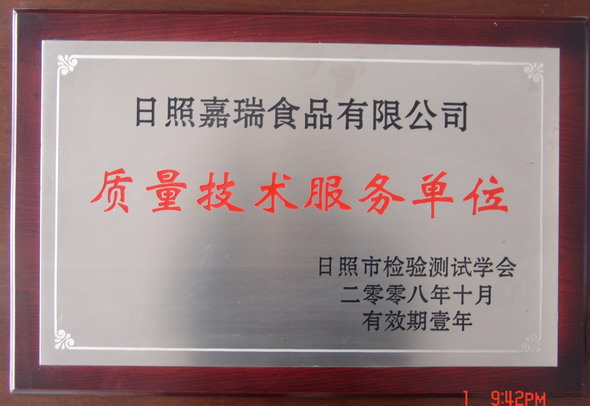 日照嘉瑞食品有限公司
质量技术服务单位
日照市检验测试学会
二零零八年十月
有效期壹年
1 9:42PM